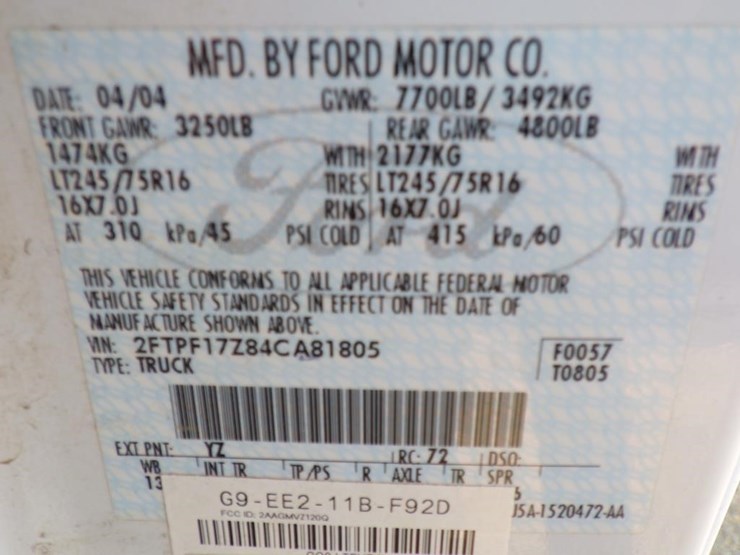 MFD. BY FORD MOTOR CO.
DATE: 04/04 GVWR: 7700LB / 3492KG
FRONT GAWR: 3250LB REAR GAWR: 4800LB
1474KG WITH 2177KG WITH
LT245/75R16 TIRES LT245/75R16 TIRES
16X7.0J RIMS 16X7.0J RIMS
AT 310 kPa/45 PSI COLD AT 415 kPa/60 PSI COLD
Ford
THIS VEHICLE CONFORMS TO ALL APPLICABLE FEDERAL MOTOR
VEHICLE SAFETY STANDARDS IN EFFECT ON THE DATE OF
MANUFACTURE SHOWN ABOVE.
VIN: 2FTPF17Z84CA81805 F0057
TYPE: TRUCK T0805
EXT PNT: YZ RC: 72 DSO:
WB INT TR TP/PS R AXLE TR SPR
G9-EE2-11B-F92D
FCC ID: 2AAGMVZ120Q